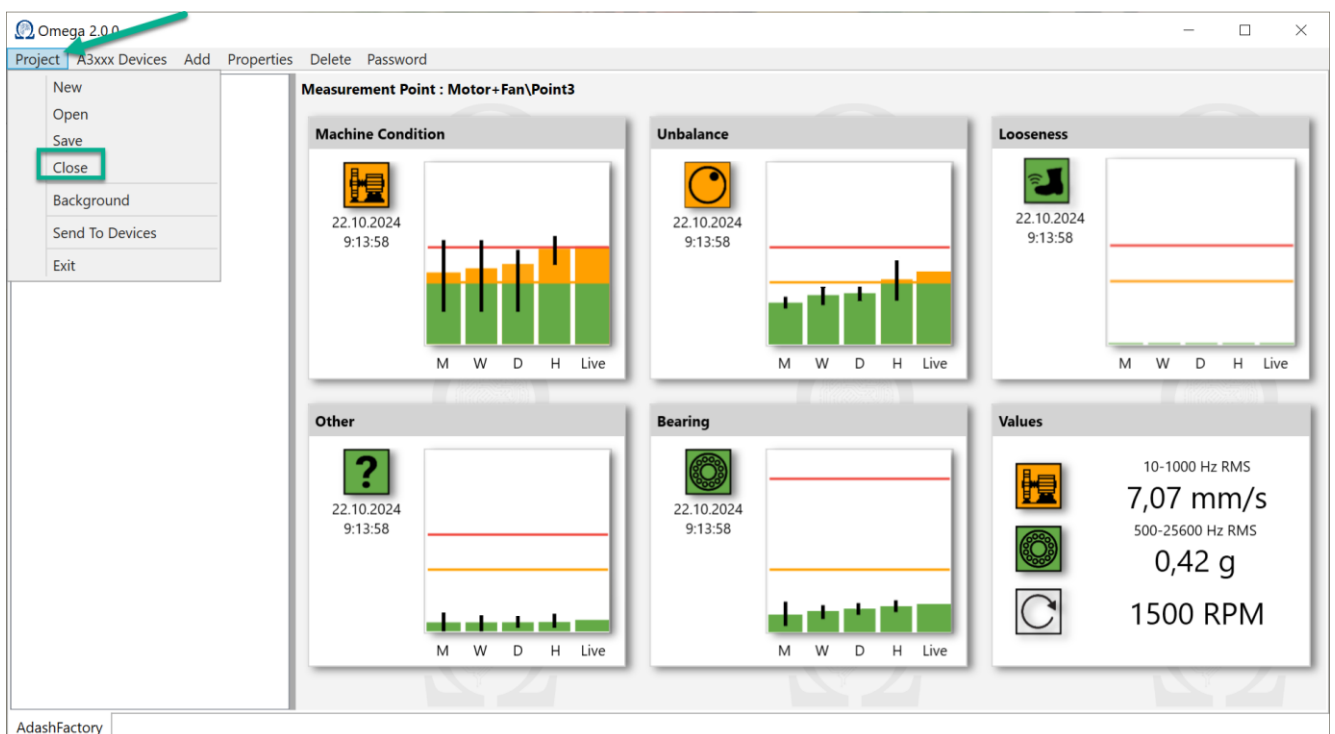 Omega 2.0.0
Project A3xxx Devices Add Properties Delete Password
New
Open
Save
Close
Background
Send To Devices
Exit
Measurement Point : Motor+Fan\Point3
Machine Condition
22.10.2024
9:13:58
M W D H Live
Unbalance
22.10.2024
9:13:58
M W D H Live
Looseness
22.10.2024
9:13:58
M W D H Live
Other
?
22.10.2024
9:13:58
M W D H Live
Bearing
22.10.2024
9:13:58
M W D H Live
Values
10-1000 Hz RMS
7,07 mm/s
500-25600 Hz RMS
0,42 g
1500 RPM
AdashFactory